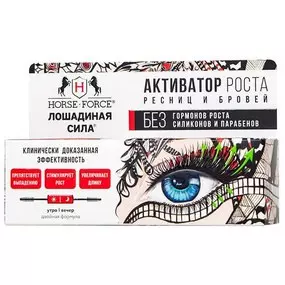 H
HORSE-FORCE®
ЛОШАДИНАЯ
СИЛА®
АКТИВАТОР РОСТА
РЕСНИЦ И БРОВЕЙ
БЕЗ ГОРМОНОВ РОСТА
СИЛИКОНОВ И ПАРАБЕНОВ
КЛИНИЧЕСКИ ДОКАЗАННАЯ
ЭФФЕКТИВНОСТЬ
ПРЕПЯТСТВУЕТ
ВЫПАДЕНИЮ
СТИМУЛИРУЕТ
РОСТ
УВЕЛИЧИВАЕТ
ДЛИНУ
утро | вечер
двойная формула